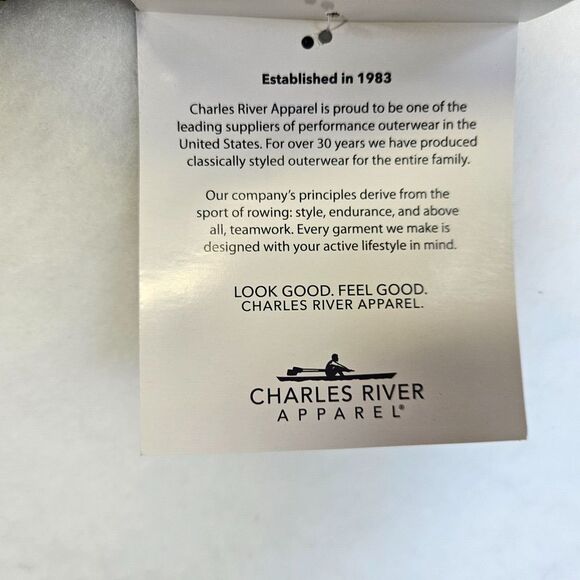 Established in 1983
Charles River Apparel is proud to be one of the
leading suppliers of performance outerwear in the
United States. For over 30 years we have produced
classically styled outerwear for the entire family.
Our company's principles derive from the
sport of rowing: style, endurance, and above
all, teamwork. Every garment we make is
designed with your active lifestyle in mind.
LOOK GOOD. FEEL GOOD.
CHARLES RIVER APPAREL.
CHARLES RIVER
APPAREL®